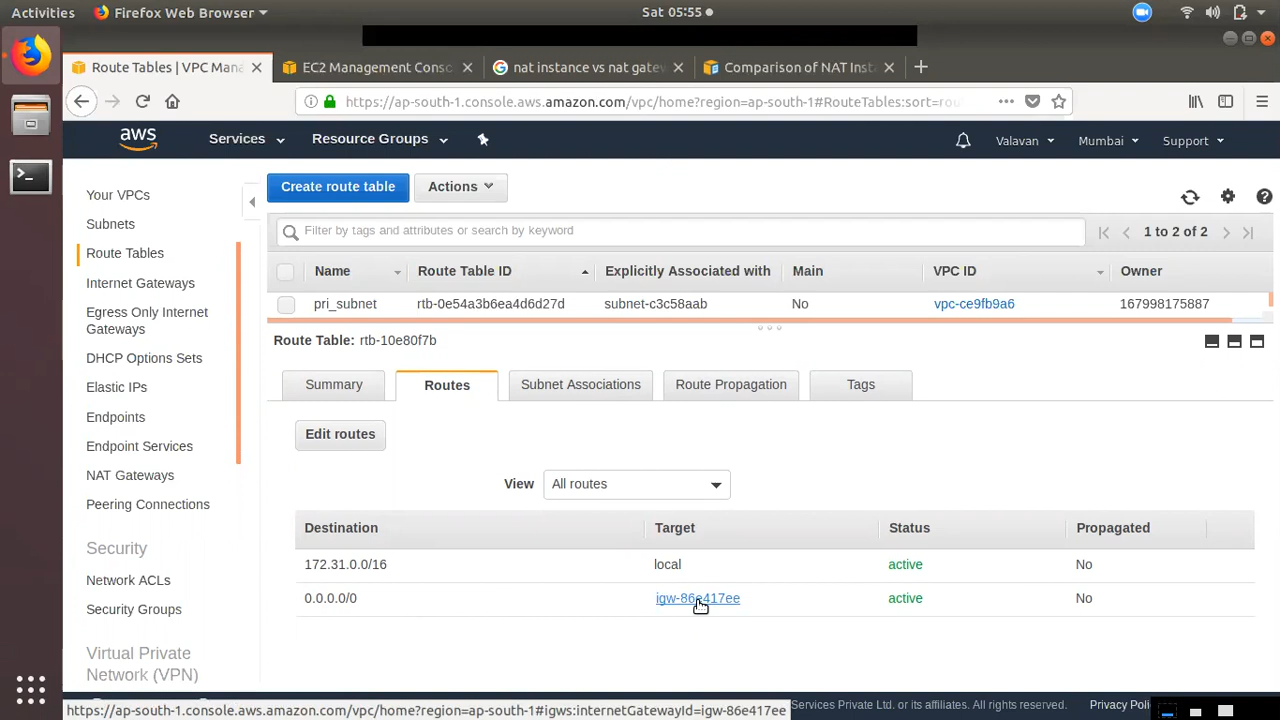 Activities Firefox Web Browser Sat 05:55
Route Tables | VPC Mana EC2 Management Conso nat instance vs nat gatew Comparison of NAT Inst
https://ap-south-1.console.aws.amazon.com/vpc/home?region=ap-south-1#RouteTables:sort=rou
aws Services Resource Groups Valavan Mumbai Support
Your VPCs
Subnets
Route Tables
Internet Gateways
Egress Only Internet
Gateways
DHCP Options Sets
Elastic IPs
Endpoints
Endpoint Services
NAT Gateways
Peering Connections
Security
Network ACLs
Security Groups
Virtual Private
Network (VPN)
Create route table Actions
Filter by tags and attributes or search by keyword 1 to 2 of 2
Name Route Table ID Explicitly Associated with Main VPC ID Owner
pri_subnet rtb-0e54a3b6ea4d6d27d subnet-c3c58aab No vpc-ce9fb9a6 167998175887
Route Table: rtb-10e80f7b
Summary Routes Subnet Associations Route Propagation Tags
Edit routes
View All routes
Destination Target Status Propagated
172.31.0.0/16 local active No
0.0.0.0/0 igw-86e417ee active No
https://ap-south-1.console.aws.amazon.com/vpc/home?region=ap-south-1#igws:internetGatewayId=igw-86e417ee
Services Private Ltd. or its affiliates. All rights reserved. Privacy Poli